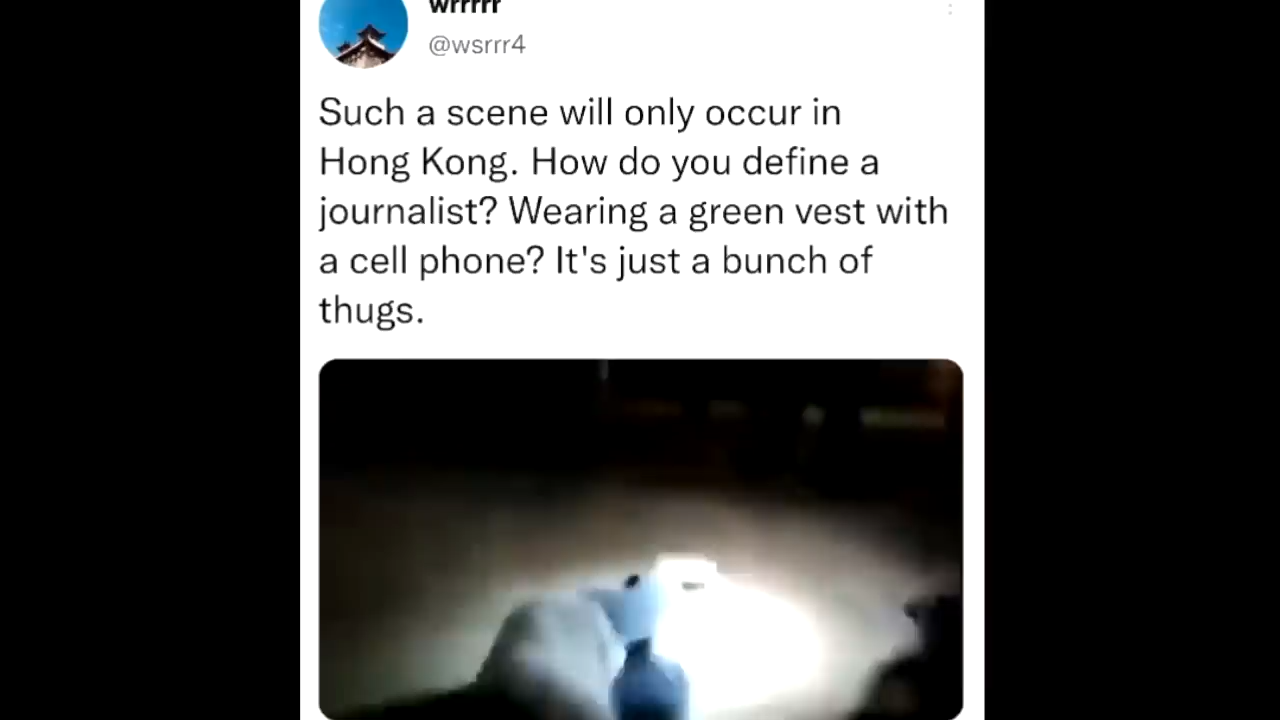 wrrrrr
@wsrrr4
Such a scene will only occur in
Hong Kong. How do you define a
journalist? Wearing a green vest with
a cell phone? It's just a bunch of
thugs.